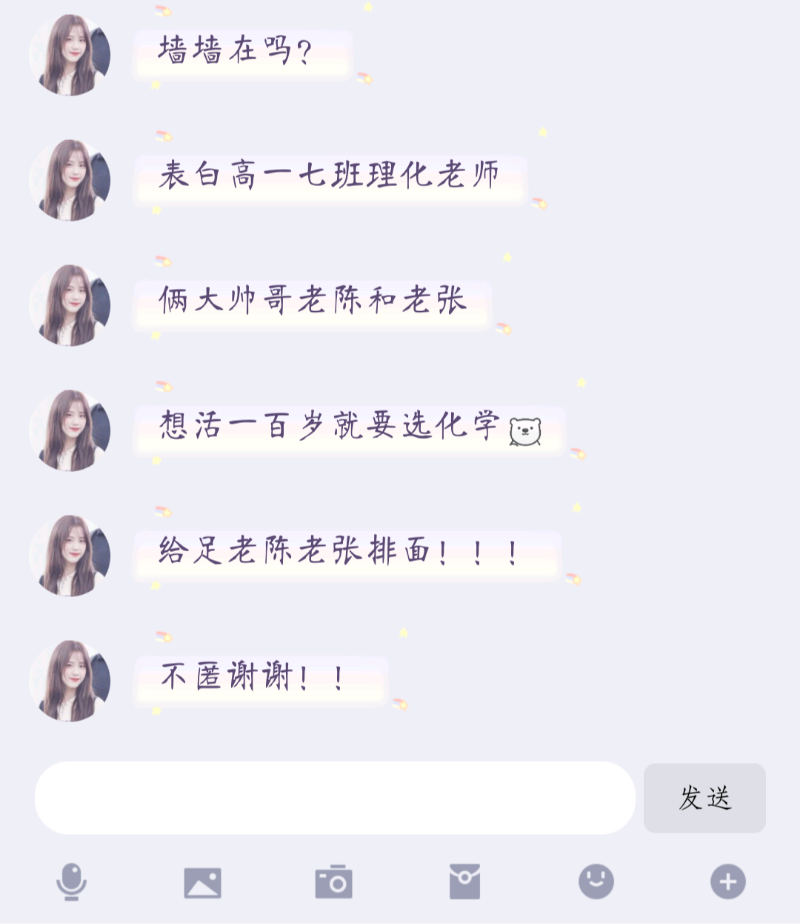 墙墙在吗?
表白高一七班理化老师
俩大帅哥老陈和老张
想活一百岁就要选化学
给足老陈老张排面！！！
不匿谢谢！！
发送